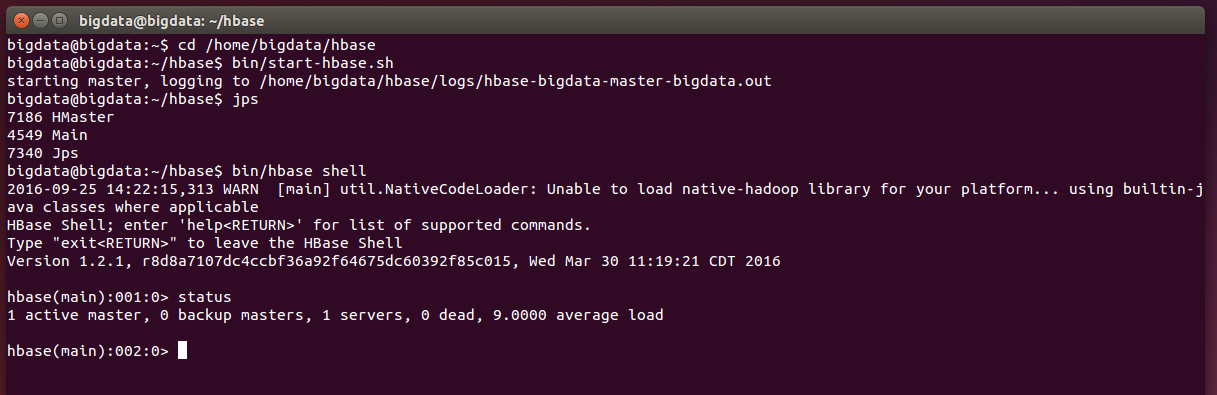 bigdata@bigdata: ~/hbase
bigdata@bigdata:~$ cd /home/bigdata/hbase
bigdata@bigdata:~/hbase$ bin/start-hbase.sh
starting master, logging to /home/bigdata/hbase/logs/hbase-bigdata-master-bigdata.out
bigdata@bigdata:~/hbase$ jps
7186 HMaster
4549 Main
7340 Jps
bigdata@bigdata:~/hbase$ bin/hbase shell
2016-09-25 14:22:15,313 WARN  [main] util.NativeCodeLoader: Unable to load native-hadoop library for your platform... using builtin-j
ava classes where applicable
HBase Shell; enter 'help<RETURN>' for list of supported commands.
Type "exit<RETURN>" to leave the HBase Shell
Version 1.2.1, r8d8a7107dc4ccbf36a92f64675dc60392f85c015, Wed Mar 30 11:19:21 CDT 2016
hbase(main):001:0> status
1 active master, 0 backup masters, 1 servers, 0 dead, 9.0000 average load
hbase(main):002:0>